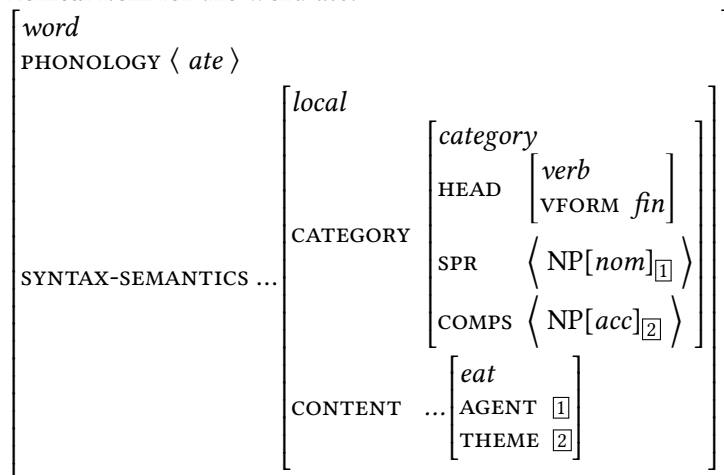 word
PHONOLOGY ⟨ ate ⟩
local
category
HEAD verb
VFORM fin
CATEGORY
SPR ⟨ NP[nom]1 ⟩
SYNTAX-SEMANTICS ...
COMPS ⟨ NP[acc]2 ⟩
eat
CONTENT ... AGENT 1
THEME 2